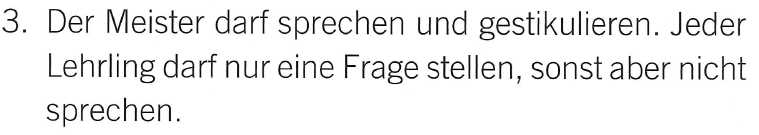 3. Der Meister darf sprechen und gestikulieren. Jeder
Lehrling darf nur eine Frage stellen, sonst aber nicht
sprechen.